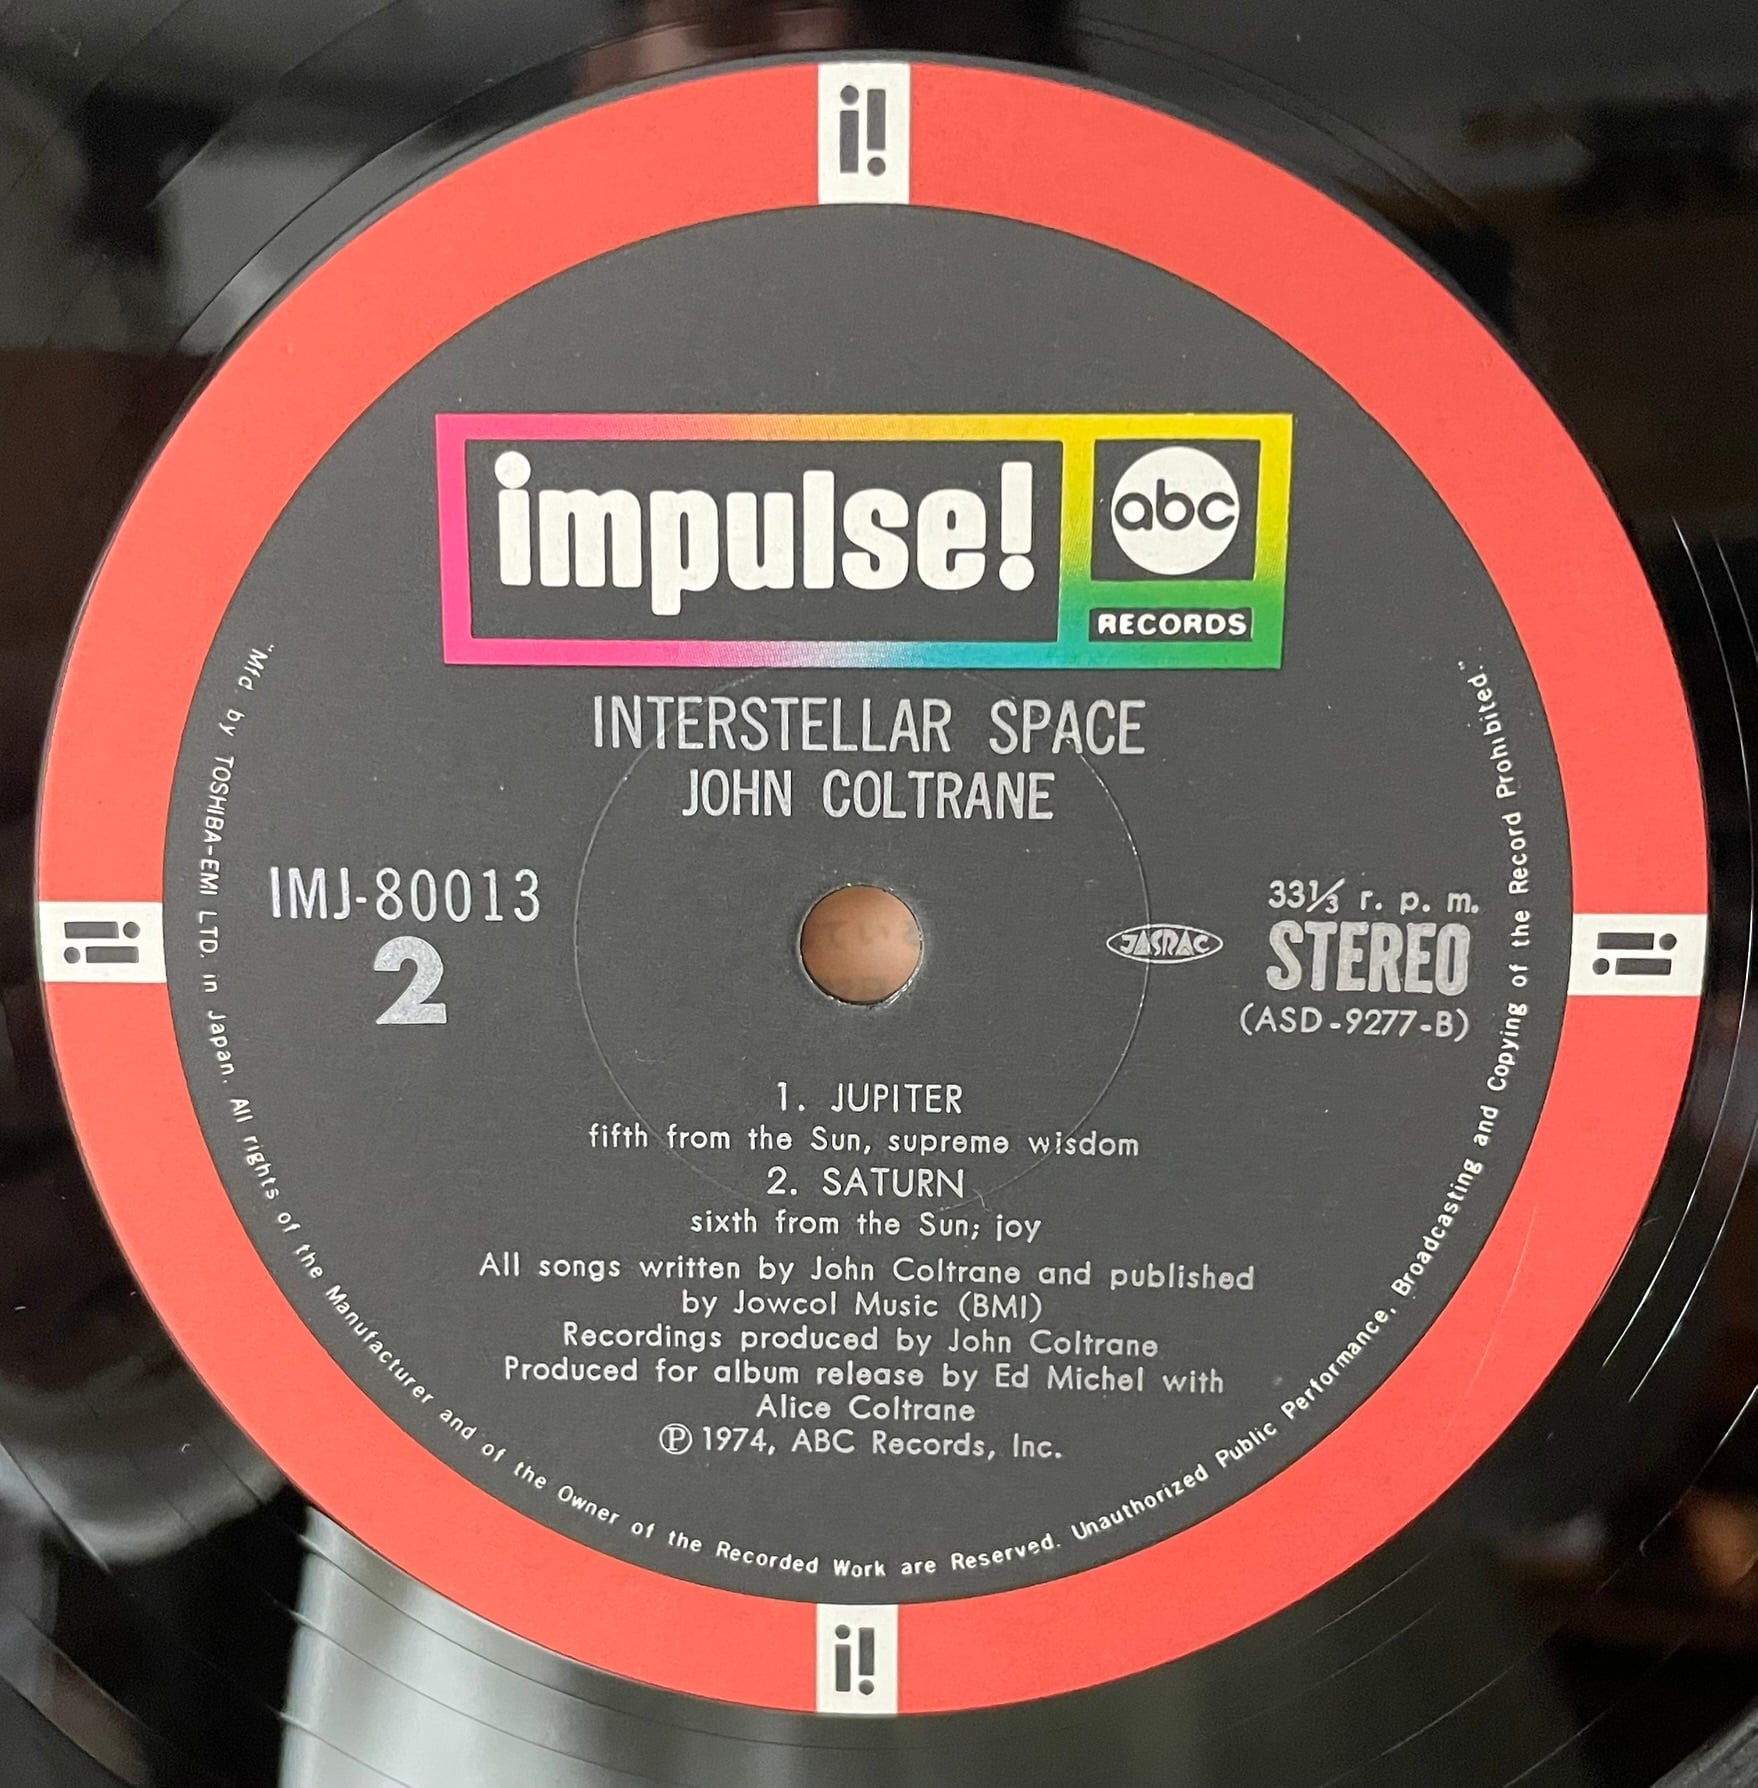 i!
impulse!
abc
RECORDS
INTERSTELLAR SPACE
JOHN COLTRANE
IMJ-80013
2
JASRAC
33⅓ r. p. m.
STEREO
(ASD-9277-B)
i!
i!
1. JUPITER
fifth from the Sun, supreme wisdom
2. SATURN
sixth from the Sun; joy
All songs written by John Coltrane and published
by Jowcol Music (BMI)
Recordings produced by John Coltrane
Produced for album release by Ed Michel with
Alice Coltrane
Ⓟ 1974, ABC Records, Inc.
"Mfd by TOSHIBA-EMI LTD. in Japan. All rights of the Manufacturer and of the Owner of the Recorded Work are Reserved. Unauthorized Public Performance, Broadcasting and Copying of the Record Prohibited."
i!